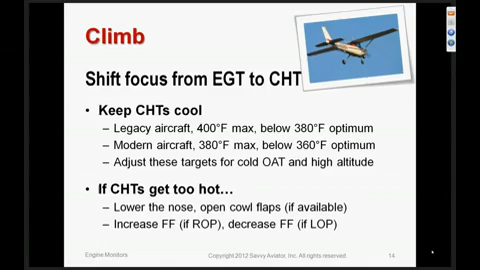 Climb
Shift focus from EGT to CHT
• Keep CHTs cool
– Legacy aircraft, 400°F max, below 380°F optimum
– Modern aircraft, 380°F max, below 360°F optimum
– Adjust these targets for cold OAT and high altitude
• If CHTs get too hot…
– Lower the nose, open cowl flaps (if available)
– Increase FF (if ROP), decrease FF (if LOP)
Engine Monitors
Copyright 2012 Savvy Aviator, Inc. All rights reserved.
14